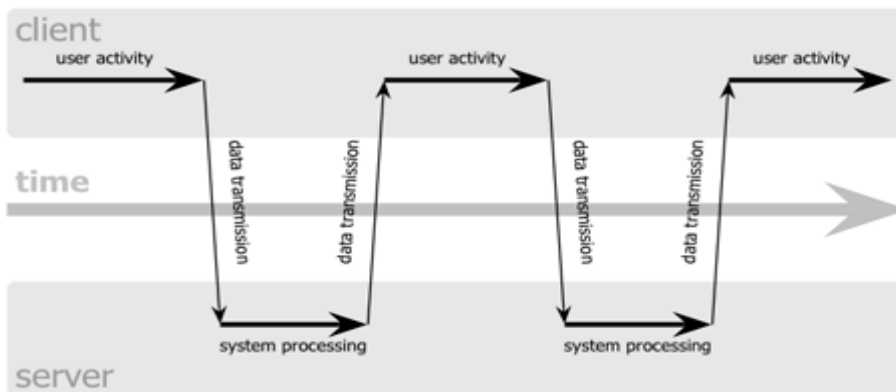 client
user activity
user activity
user activity
data transmission
data transmission
data transmission
data transmission
time
system processing
system processing
server